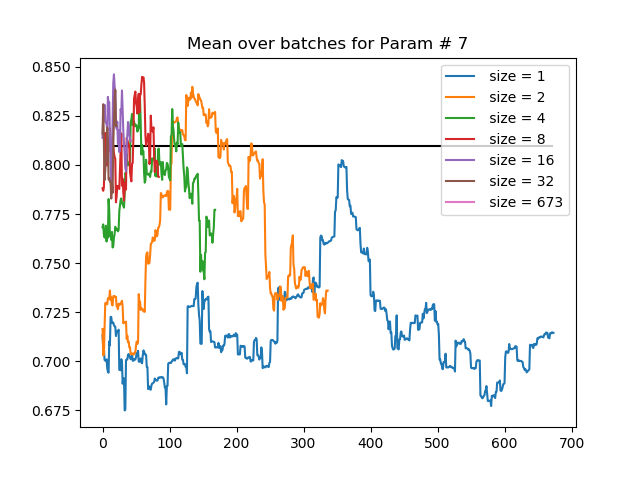 Mean over batches for Param # 7
0.850
0.825
0.800
0.775
0.750
0.725
0.700
0.675
0 100 200 300 400 500 600 700
size = 1
size = 2
size = 4
size = 8
size = 16
size = 32
size = 673